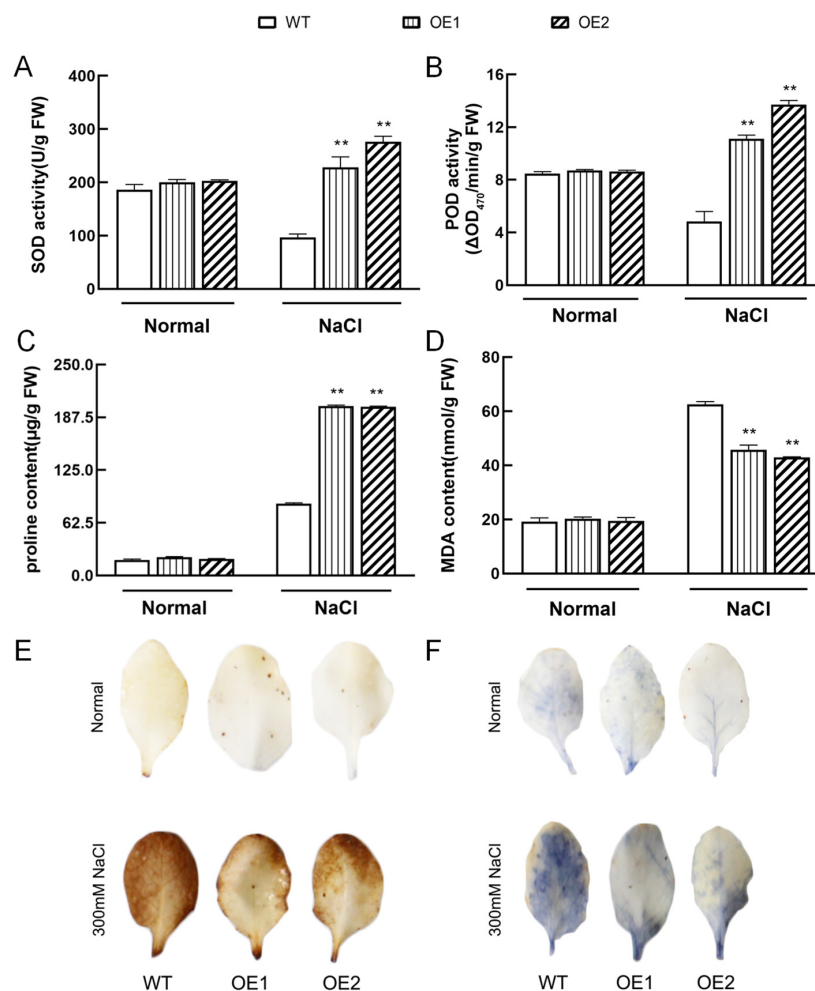 WT OE1 OE2
A
SOD activity(U/g FW)
400
300
200
100
0
** **
Normal NaCl
B
POD activity
(ΔOD470/min/g FW)
16
12
8
4
0
** **
Normal NaCl
C
proline content(μg/g FW)
250.0
187.5
125.0
62.5
0.0
** **
Normal NaCl
D
MDA content(nmol/g FW)
80
60
40
20
0
** **
Normal NaCl
E
Normal
300mM NaCl
WT OE1 OE2
F
Normal
300mM NaCl
WT OE1 OE2